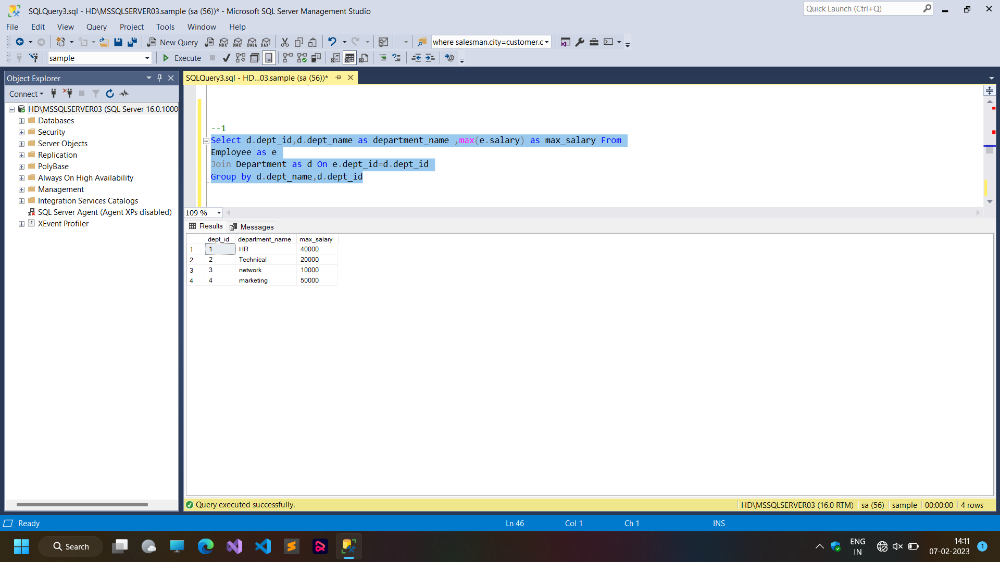 SQLQuery3.sql - HD\MSSQLSERVER03.sample (sa (56))* - Microsoft SQL Server Management Studio
Quick Launch (Ctrl+Q)
File Edit View Query Project Tools Window Help
New Query
MDX DMX XMLA DAX
where salesman.city=customer.c
sample
Execute
Object Explorer
Connect
HD\MSSQLSERVER03 (SQL Server 16.0.1000
Databases
Security
Server Objects
Replication
PolyBase
Always On High Availability
Management
Integration Services Catalogs
SQL Server Agent (Agent XPs disabled)
XEvent Profiler
SQLQuery3.sql - HD...03.sample (sa (56))*
--1
Select d.dept_id,d.dept_name as department_name ,max(e.salary) as max_salary From
Employee as e
Join Department as d On e.dept_id=d.dept_id
Group by d.dept_name,d.dept_id
109 %
Results Messages
dept_id department_name max_salary
1 1 HR 40000
2 2 Technical 20000
3 3 network 10000
4 4 marketing 50000
Query executed successfully.
HD\MSSQLSERVER03 (16.0 RTM) sa (56) sample 00:00:00 4 rows
Ready Ln 46 Col 1 Ch 1 INS
Search
ENG
IN
14:11
07-02-2023
1